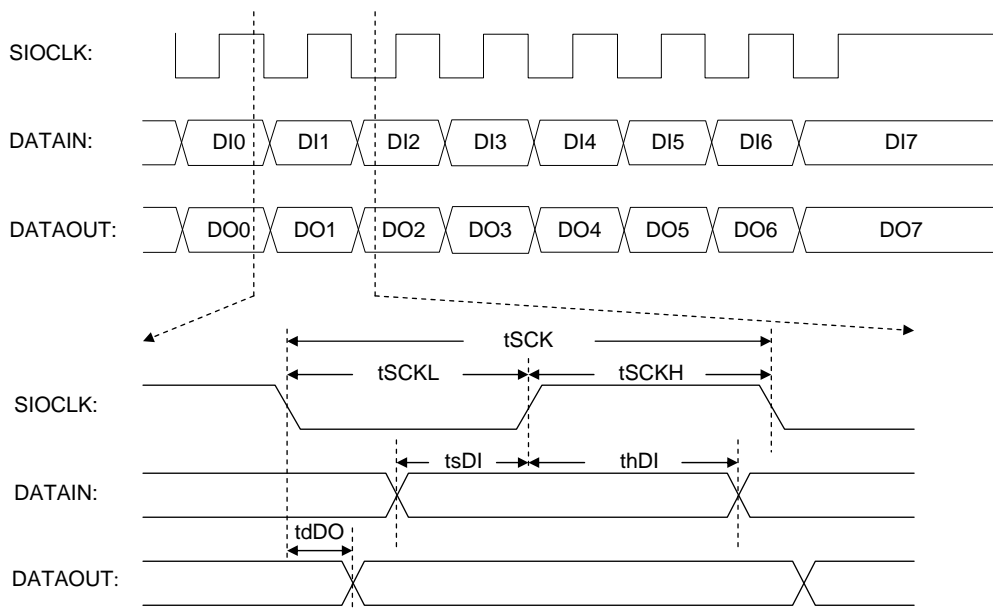 SIOCLK:
DATAIN: DI0 DI1 DI2 DI3 DI4 DI5 DI6 DI7
DATAOUT: DO0 DO1 DO2 DO3 DO4 DO5 DO6 DO7
tSCK
tSCKL tSCKH
SIOCLK:
tsDI thDI
DATAIN:
tdDO
DATAOUT: